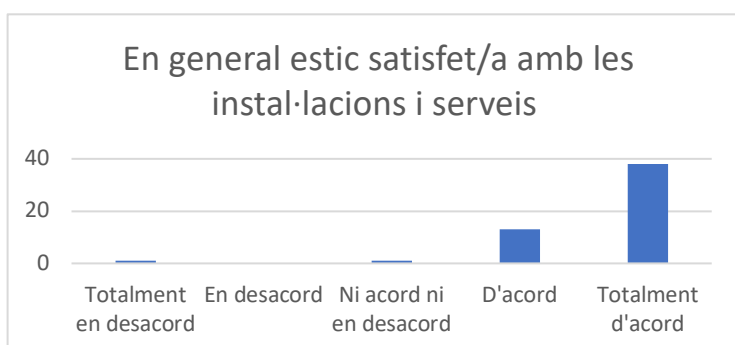 En general estic satisfet/a amb les
instal·lacions i serveis
40
20
0
Totalment
en desacord
En desacord
Ni acord ni
en desacord
D'acord
Totalment
d'acord